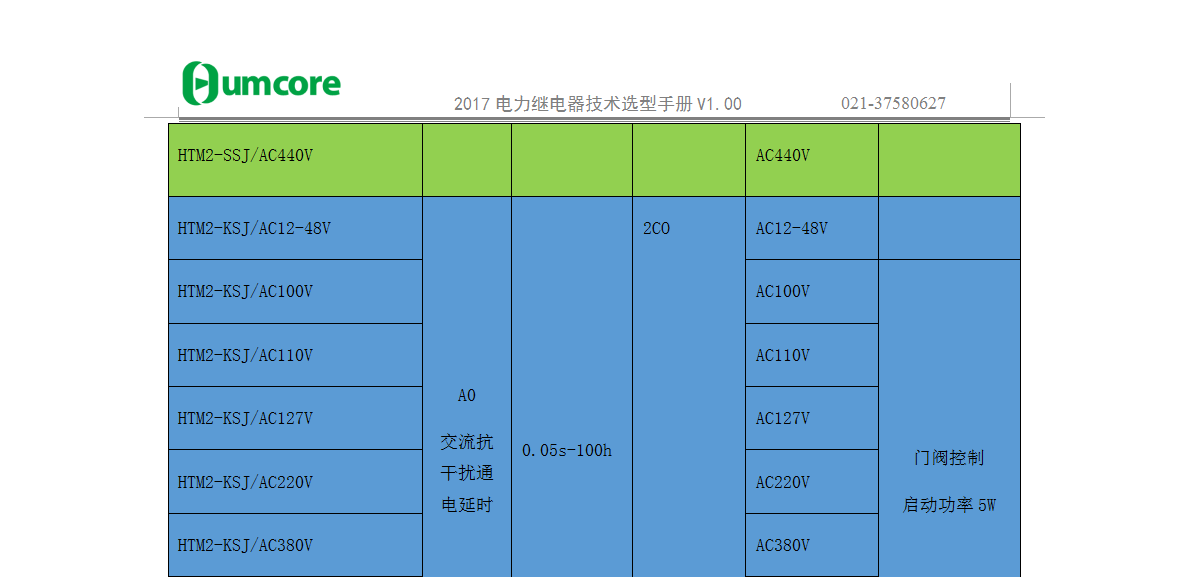 Humcore
2017 电力继电器技术选型手册 V1.00 021-37580627
HTM2-SSJ/AC440V AC440V
HTM2-KSJ/AC12-48V 2CO AC12-48V
HTM2-KSJ/AC100V AC100V
HTM2-KSJ/AC110V AC110V
A0
HTM2-KSJ/AC127V AC127V
交流抗
0.05s-100h
门阀控制
干扰通
HTM2-KSJ/AC220V AC220V
电延时
启动功率 5W
HTM2-KSJ/AC380V AC380V